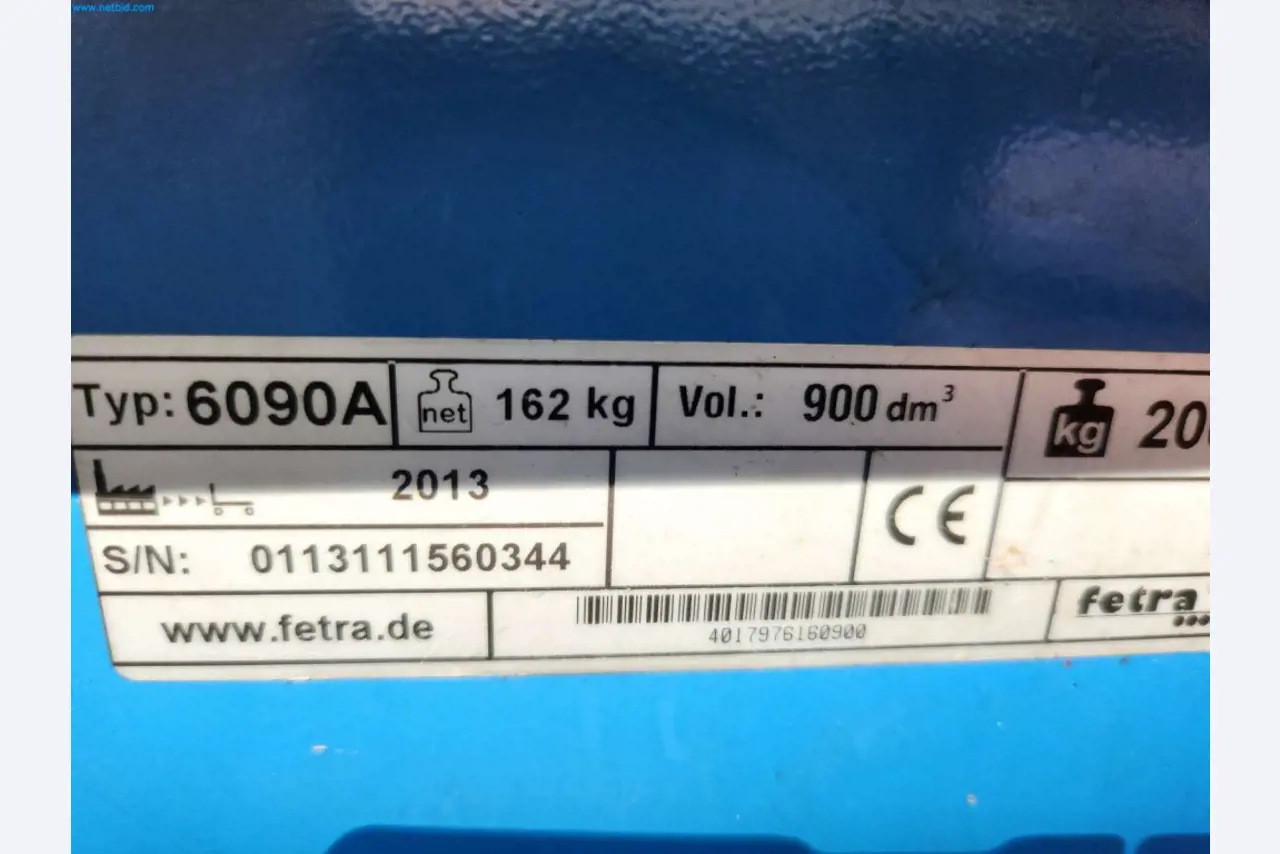 www.netbid.com
Typ: 6090A
net 162 kg
Vol.: 900 dm³
kg
2013
CE
S/N: 0113111560344
www.fetra.de
4017976160900
fetra